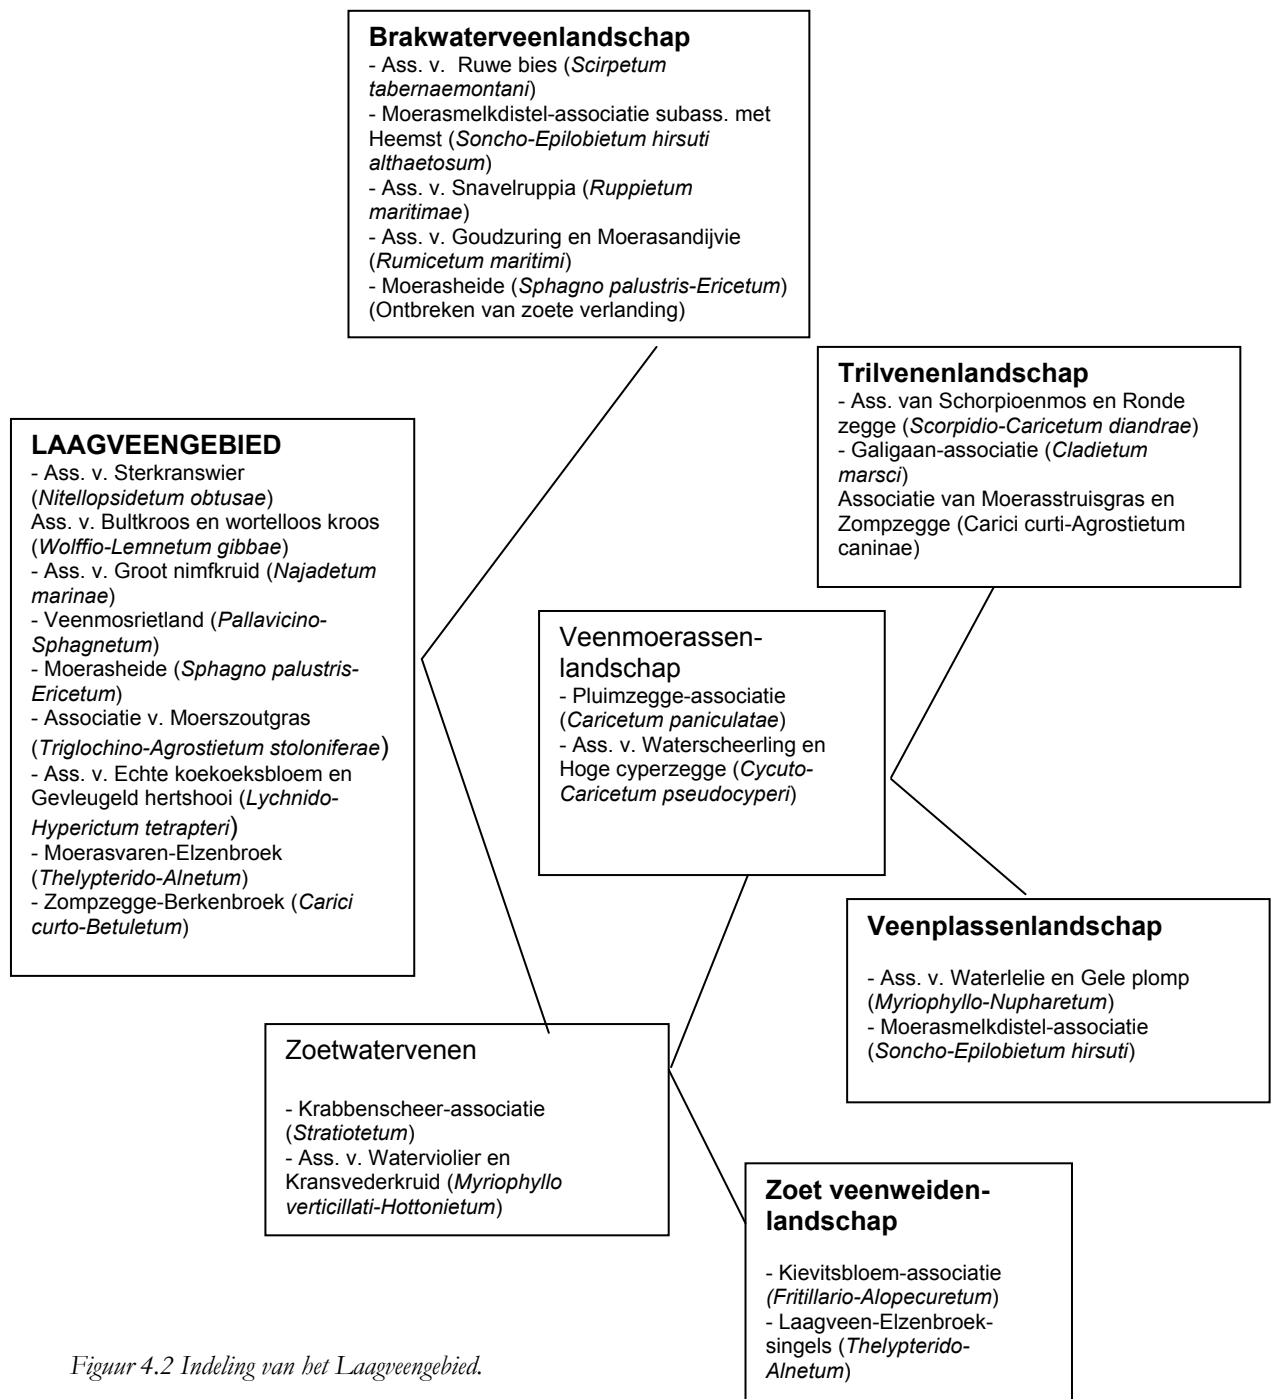 Brakwaterveenlandschap
- Ass. v. Ruwe bies (Scirpetum
tabernaemontani)
- Moerasmelkdistel-associatie subass. met
Heemst (Soncho-Epilobietum hirsuti
althaetosum)
- Ass. v. Snavelruppia (Ruppietum
maritimae)
- Ass. v. Goudzuring en Moerasandijvie
(Rumicetum maritimi)
- Moerasheide (Sphagno palustris-Ericetum)
(Ontbreken van zoete verlanding)
Trilvenenlandschap
- Ass. van Schorpioenmos en Ronde
zegge (Scorpidio-Caricetum diandrae)
- Galigaan-associatie (Cladietum
marsci)
Associatie van Moerasstruisgras en
Zompzegge (Carici curti-Agrostietum
caninae)
LAAGVEENGEBIED
- Ass. v. Sterkranswier
(Nitellopsidetum obtusae)
Ass. v. Bultkroos en wortelloos kroos
(Wolffio-Lemnetum gibbae)
- Ass. v. Groot nimfkruid (Najadetum
marinae)
- Veenmosrietland (Pallavicino-
Sphagnetum)
- Moerasheide (Sphagno palustris-
Ericetum)
- Associatie v. Moerszoutgras
(Triglochino-Agrostietum stoloniferae)
- Ass. v. Echte koekoeksbloem en
Gevleugeld hertshooi (Lychnido-
Hyperictum tetrapteri)
- Moerasvaren-Elzenbroek
(Thelypterido-Alnetum)
- Zompzegge-Berkenbroek (Carici
curto-Betuletum)
Veenmoerassen-
landschap
- Pluimzegge-associatie
(Caricetum paniculatae)
- Ass. v. Waterscheerling en
Hoge cyperzegge (Cycuto-
Caricetum pseudocyperi)
Veenplassenlandschap
- Ass. v. Waterlelie en Gele plomp
(Myriophyllo-Nupharetum)
- Moerasmelkdistel-associatie
(Soncho-Epilobietum hirsuti)
Zoetwatervenen
- Krabbenscheer-associatie
(Stratiotetum)
- Ass. v. Waterviolier en
Kransvederkruid (Myriophyllo
verticillati-Hottonietum)
Zoet veenweiden-
landschap
- Kievitsbloem-associatie
(Fritillario-Alopecuretum)
- Laagveen-Elzenbroek-
singels (Thelypterido-
Alnetum)
Figuur 4.2 Indeling van het Laagveengebied.